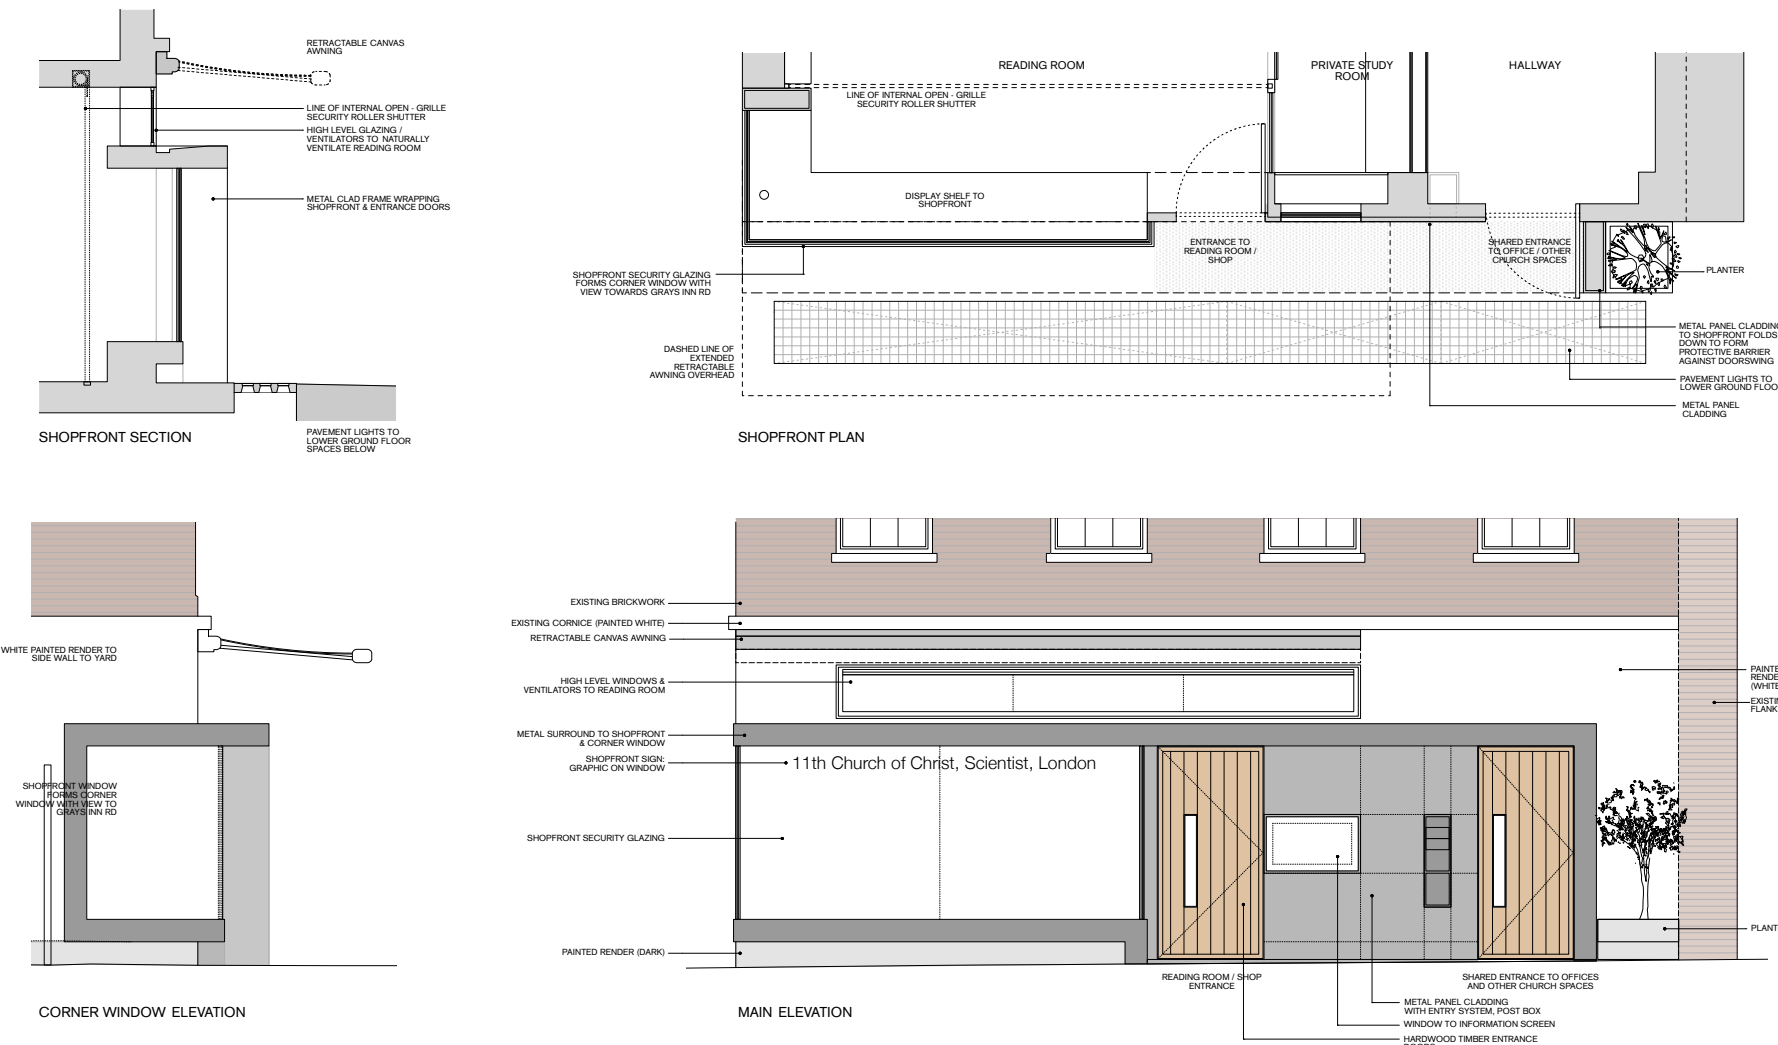 RETRACTABLE CANVAS
AWNING
LINE OF INTERNAL OPEN - GRILLE
SECURITY ROLLER SHUTTER
HIGH LEVEL GLAZING /
VENTILATORS TO NATURALLY
VENTILATE READING ROOM
METAL CLAD FRAME WRAPPING
SHOPFRONT & ENTRANCE DOORS
SHOPFRONT SECTION
PAVEMENT LIGHTS TO
LOWER GROUND FLOOR
SPACES BELOW
READING ROOM
PRIVATE STUDY
ROOM
HALLWAY
LINE OF INTERNAL OPEN - GRILLE
SECURITY ROLLER SHUTTER
DISPLAY SHELF TO
SHOPFRONT
ENTRANCE TO
READING ROOM /
SHOP
SHARED ENTRANCE
TO OFFICE / OTHER
CHURCH SPACES
SHOPFRONT SECURITY GLAZING
FORMS CORNER WINDOW WITH
VIEW TOWARDS GRAYS INN RD
PLANTER
DASHED LINE OF
EXTENDED
RETRACTABLE
AWNING OVERHEAD
METAL PANEL CLADDING
TO SHOPFRONT FOLDS
DOWN TO FORM
PROTECTIVE BARRIER
AGAINST DOORSWING
PAVEMENT LIGHTS TO
LOWER GROUND FLOO
METAL PANEL
CLADDING
SHOPFRONT PLAN
WHITE PAINTED RENDER TO
SIDE WALL TO YARD
SHOPFRONT WINDOW
FORMS CORNER
WINDOW WITH VIEW TO
GRAYS INN RD
CORNER WINDOW ELEVATION
EXISTING BRICKWORK
EXISTING CORNICE (PAINTED WHITE)
RETRACTABLE CANVAS AWNING
HIGH LEVEL WINDOWS &
VENTILATORS TO READING ROOM
METAL SURROUND TO SHOPFRONT
& CORNER WINDOW
SHOPFRONT SIGN:
GRAPHIC ON WINDOW
11th Church of Christ, Scientist, London
SHOPFRONT SECURITY GLAZING
PAINTED RENDER (DARK)
PAINTE
RENDE
(WHITE
EXISTIN
FLANK
PLANT
READING ROOM / SHOP
ENTRANCE
SHARED ENTRANCE TO OFFICES
AND OTHER CHURCH SPACES
METAL PANEL CLADDING
WITH ENTRY SYSTEM, POST BOX
WINDOW TO INFORMATION SCREEN
HARDWOOD TIMBER ENTRANCE
MAIN ELEVATION